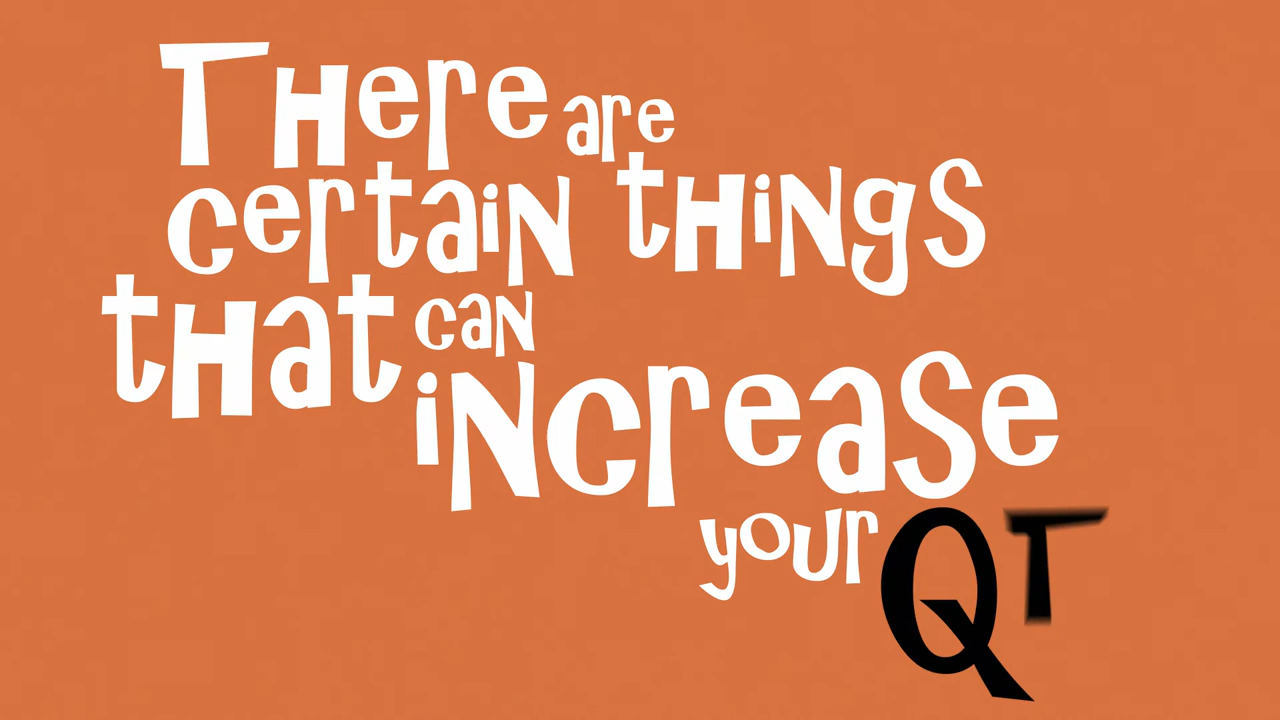 There are
certain things
that can
increase
your QT